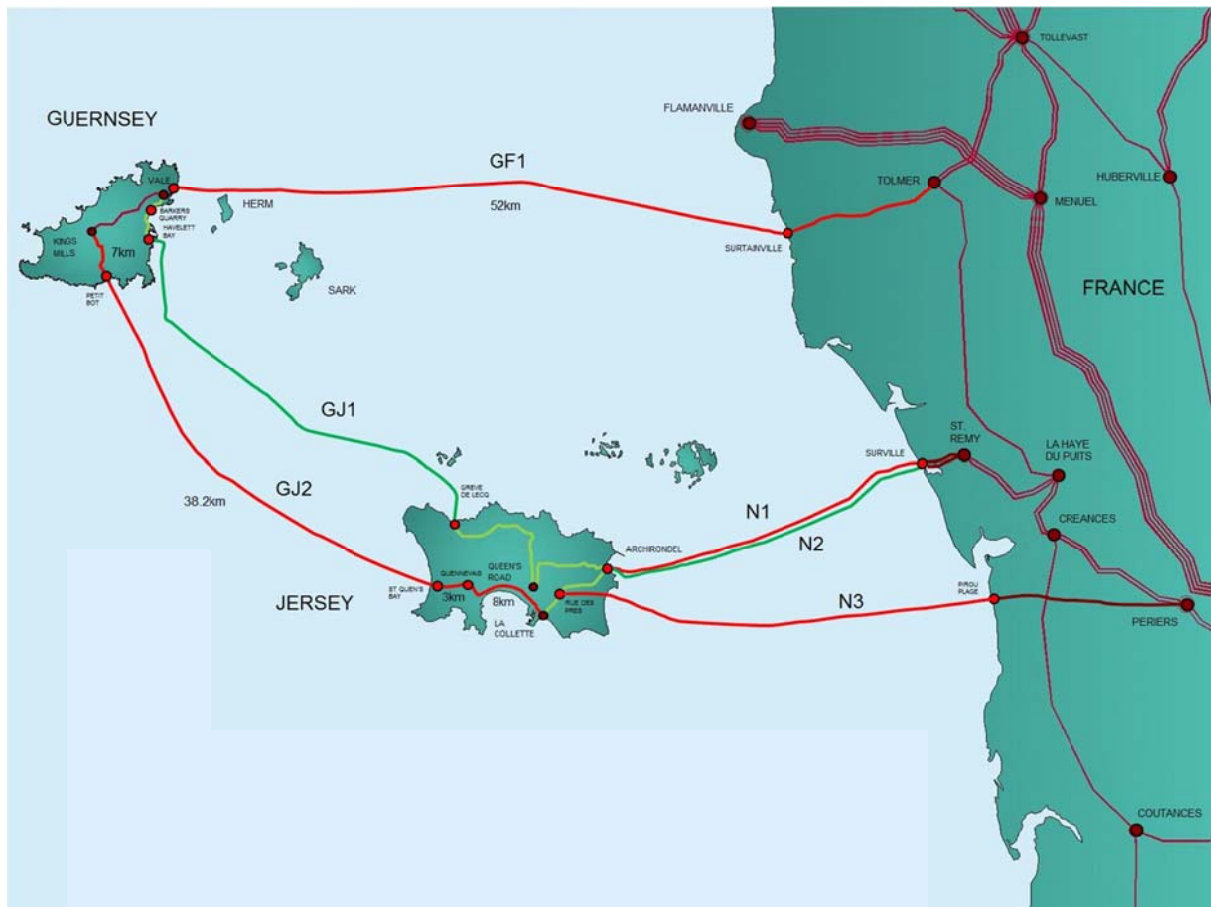 TOLLEVAST
FLAMANVILLE
GUERNSEY
GF1
VALE
TOLMER
HUBERVILLE
MENUEL
HERM
BARKERS
QUARRY
HAVELETT
BAY
52km
KINGS
MILLS
7km
SURTAINVILLE
SARK
FRANCE
PETIT
BOT
GJ1
ST.
REMY
LA HAYE
DU PUITS
SURVILLE
GJ2
38.2km
GREVE
DE LECQ
N1
CREANCES
N2
ARCHIRONDEL
QUEEN'S
ROAD
QUENNEVAIS
ST OUEN'S
BAY
3km
8km
RUE DES
PRES
JERSEY
LA
COLLETTE
N3
PIROU
PLAGE
PERIERS
COUTANCES